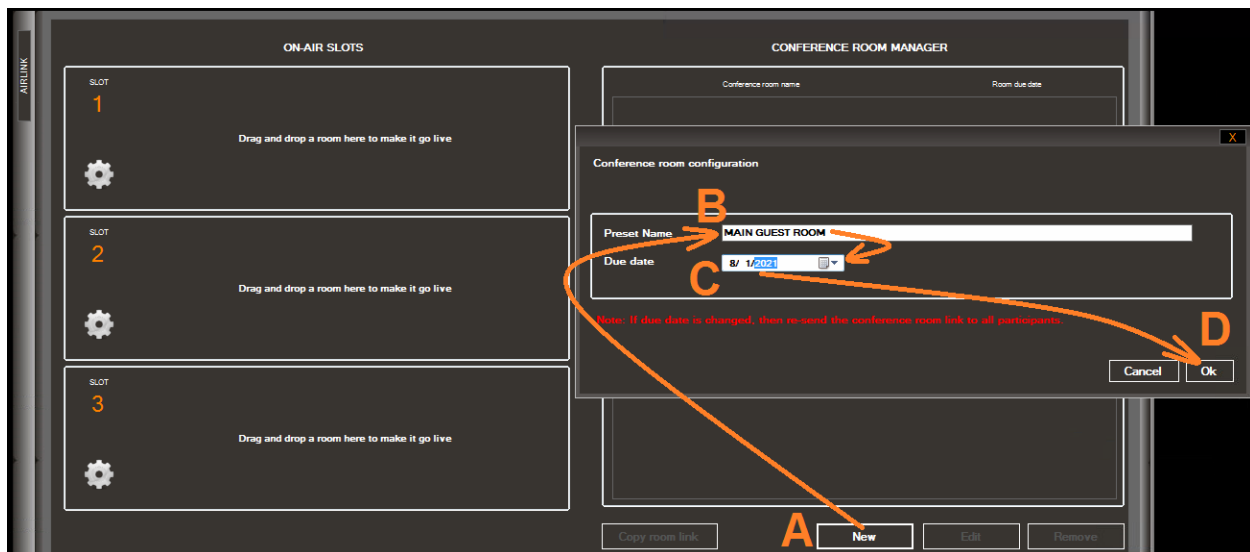 AIRLINK
ON-AIR SLOTS
SLOT
1
Drag and drop a room here to make it go live
SLOT
2
Drag and drop a room here to make it go live
SLOT
3
Drag and drop a room here to make it go live
CONFERENCE ROOM MANAGER
Conference room name Room due date
X
Conference room configuration
B
Preset Name MAIN GUEST ROOM
Due date 8/ 1/2021
C
Note: If due date is changed, then re-send the conference room link to all participants.
D
Cancel Ok
A
Copy room link New Edit Remove